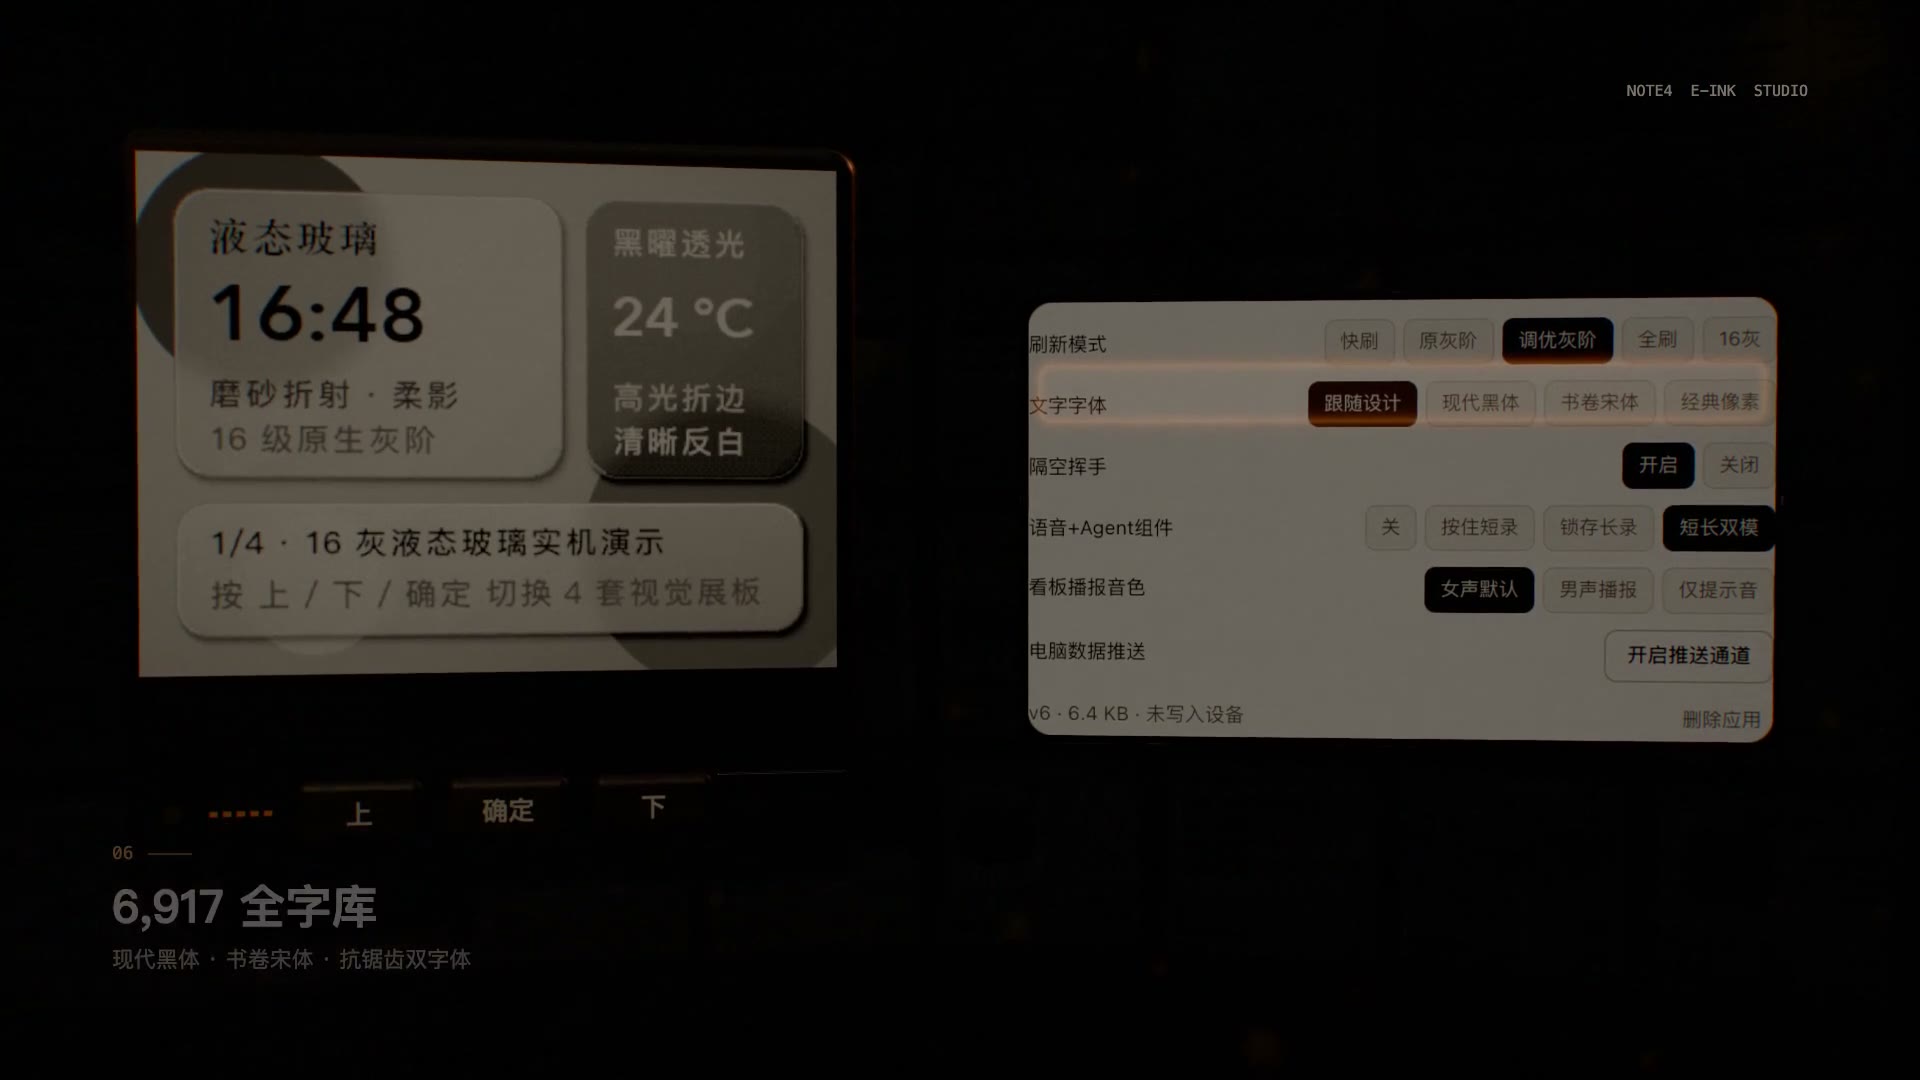 NOTE4 E-INK STUDIO
液态玻璃
16:48
磨砂折射 · 柔影
16 级原生灰阶
黑曜透光
24 °C
高光折边
清晰反白
1/4 · 16 灰液态玻璃实机演示
按 上 / 下 / 确定 切换 4 套视觉展板
上
确定
下
刷新模式 快刷 原灰阶 调优灰阶 全刷 16灰
文字字体 跟随设计 现代黑体 书卷宋体 经典像素
隔空挥手 开启 关闭
语音+Agent组件 关 按住短录 锁存长录 短长双模
看板播报音色 女声默认 男声播报 仅提示音
电脑数据推送 开启推送通道
v6 · 6.4 KB · 未写入设备 删除应用
06
6,917 全字库
现代黑体 · 书卷宋体 · 抗锯齿双字体